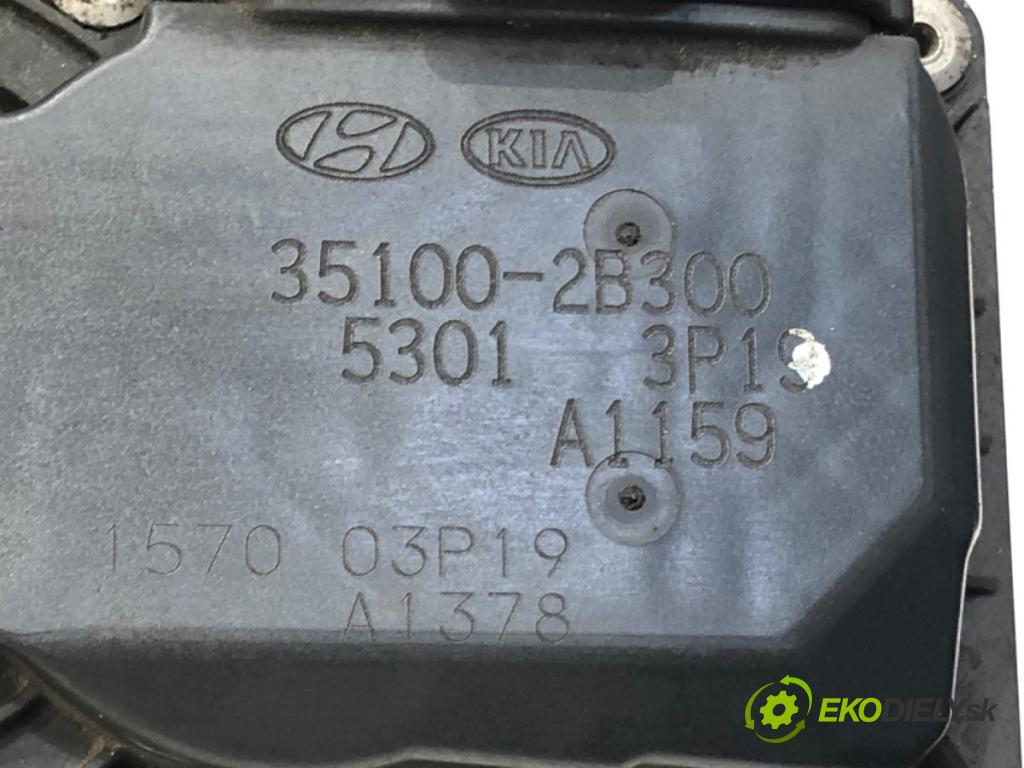 KIA
35100-2B300
5301 3P19
A1159
1570 03P19
A1378
EKODIELY.sk